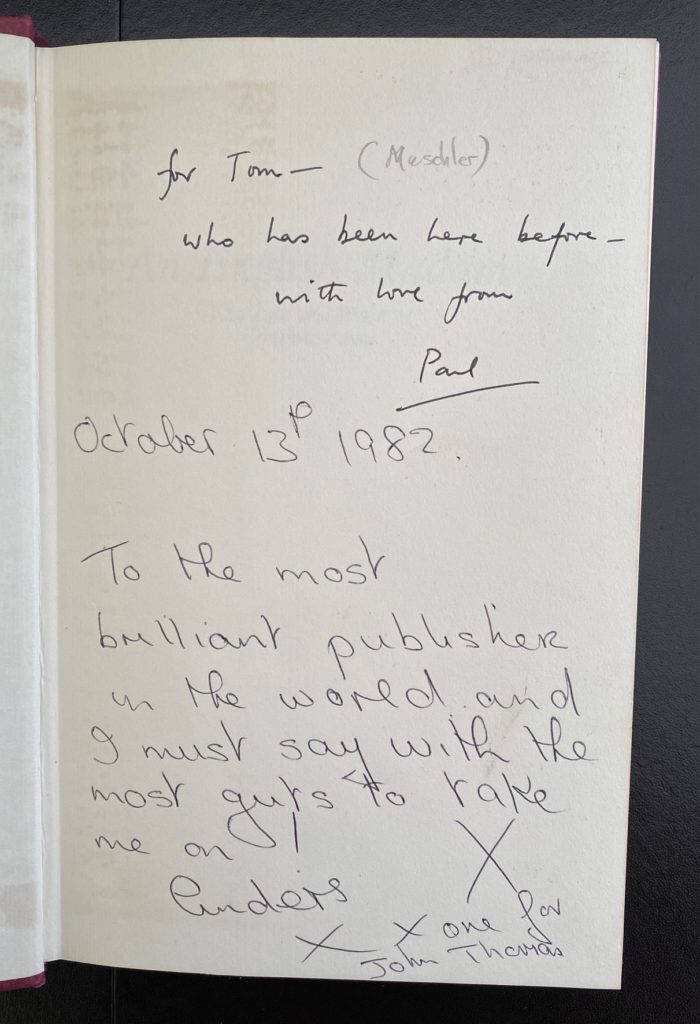 for Tom — (Maschler)
who has been here before —
with love from
Paul
October 13th 1982.
To the most
brilliant publisher
in the world and
I must say with the
most guts to take
me on !
X
X X one for
John Thomas